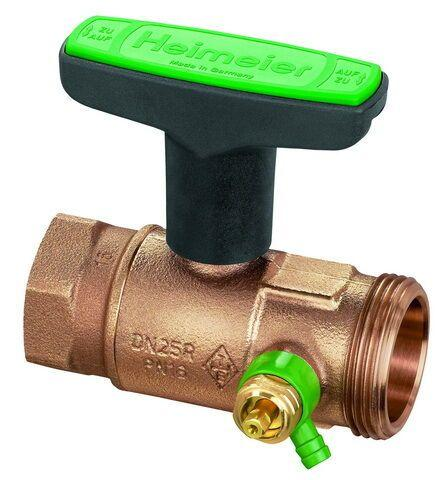 ZU
AUF
Heimeier
Made in Germany
AUF
ZU
DN25R
PN16